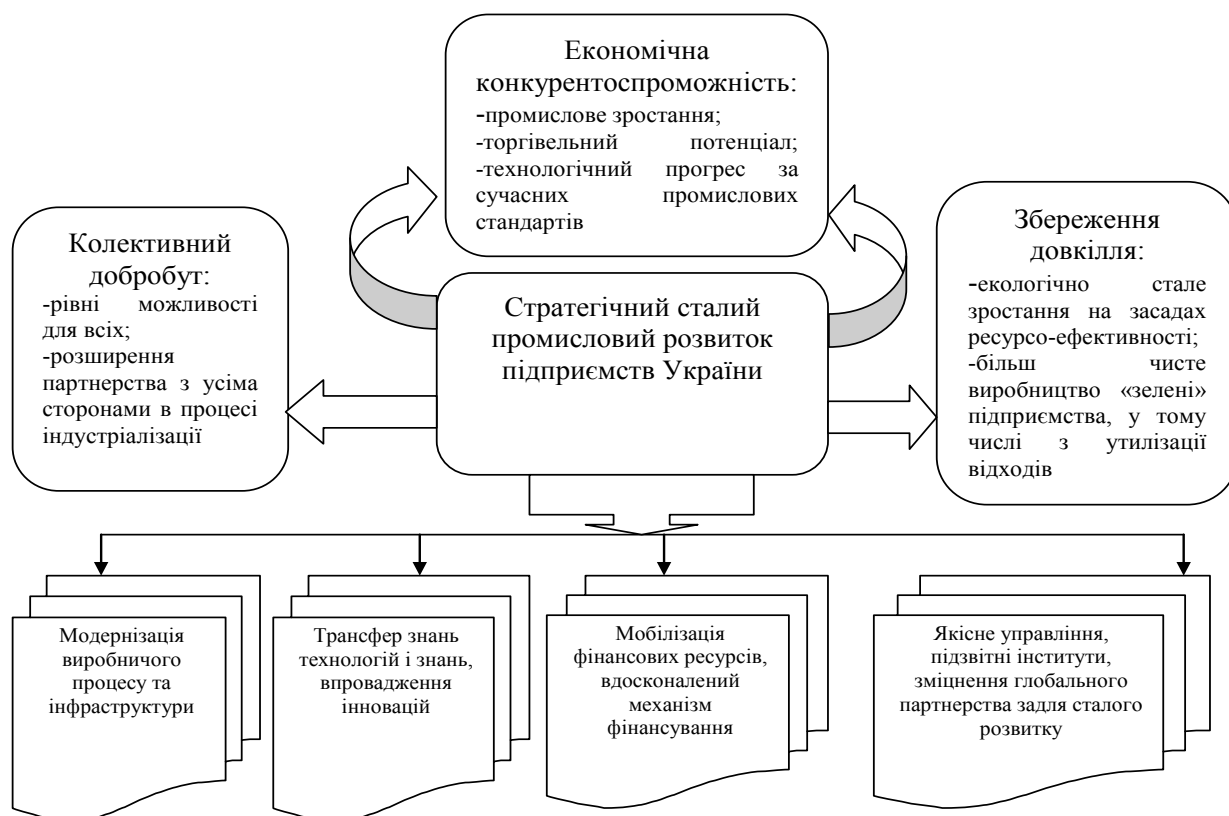 Економічна
конкурентоспроможність:
-промислове зростання;
-торгівельний потенціал;
-технологічний прогрес за
сучасних промислових
стандартів
Колективний
добробут:
-рівні можливості
для всіх;
-розширення
партнерства з усіма
сторонами в процесі
індустріалізації
Стратегічний сталий
промисловий розвиток
підприємств України
Збереження
довкілля:
-екологічно стале
зростання на засадах
ресурсо-ефективності;
-більш чисте
виробництво «зелені»
підприємства, у тому
числі з утилізації
відходів
Модернізація
виробничого
процесу та
інфраструктури
Трансфер знань
технологій і знань,
впровадження
інновацій
Мобілізація
фінансових ресурсів,
вдосконалений
механізм
фінансування
Якісне управління,
підзвітні інститути,
зміцнення глобального
партнерства задля сталого
розвитку